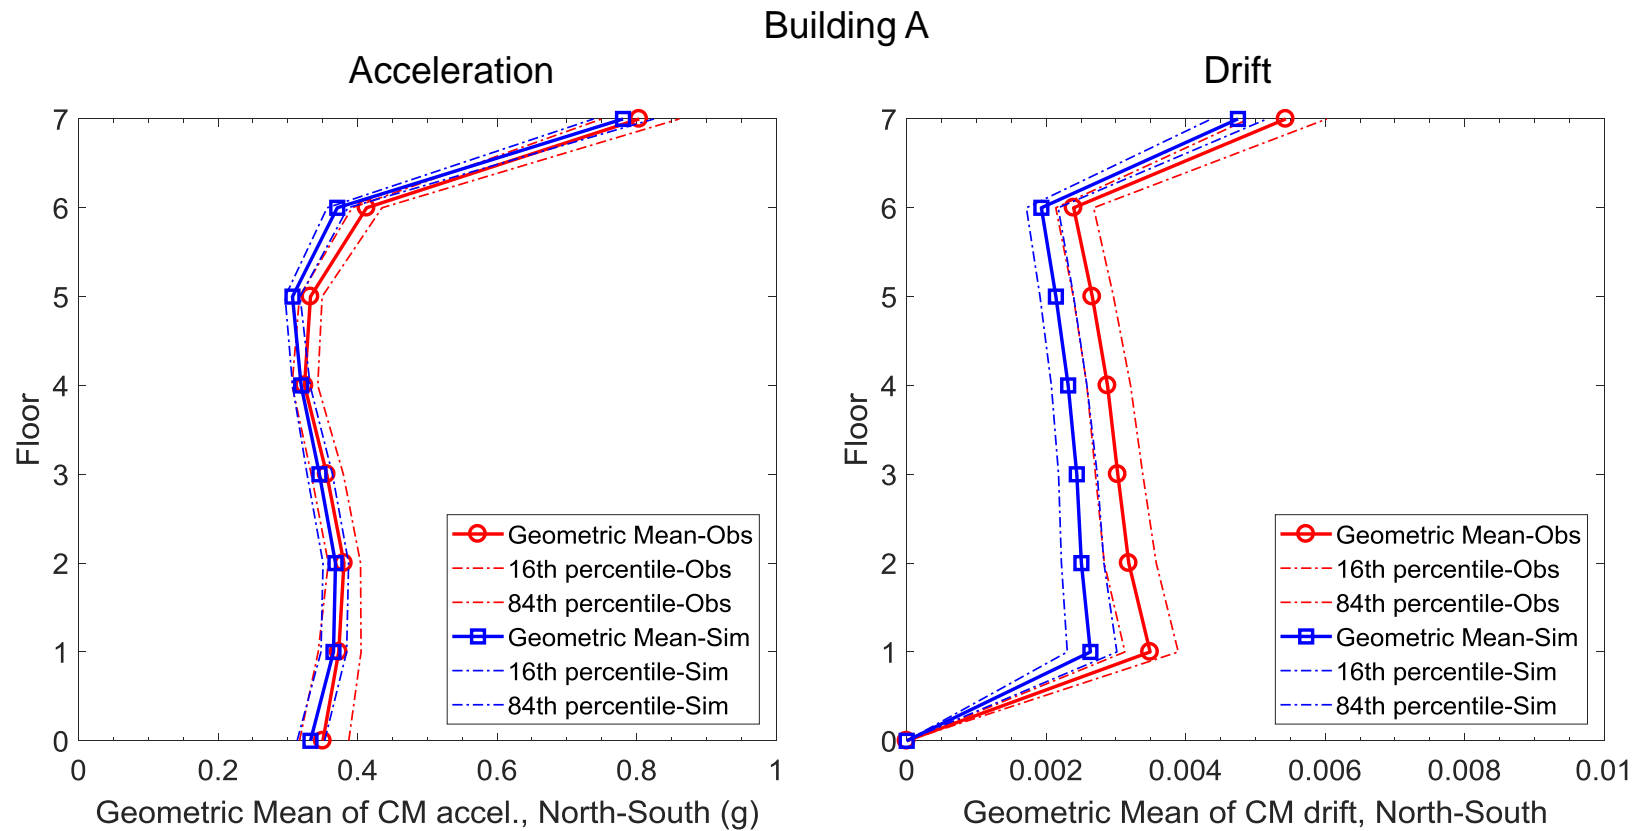 Building A
Acceleration
7
6
5
4
3
2
1
0
Floor
0 0.2 0.4 0.6 0.8 1
Geometric Mean of CM accel., North-South (g)
Geometric Mean-Obs
16th percentile-Obs
84th percentile-Obs
Geometric Mean-Sim
16th percentile-Sim
84th percentile-Sim
Drift
7
6
5
4
3
2
1
0
Floor
0 0.002 0.004 0.006 0.008 0.01
Geometric Mean of CM drift, North-South
Geometric Mean-Obs
16th percentile-Obs
84th percentile-Obs
Geometric Mean-Sim
16th percentile-Sim
84th percentile-Sim